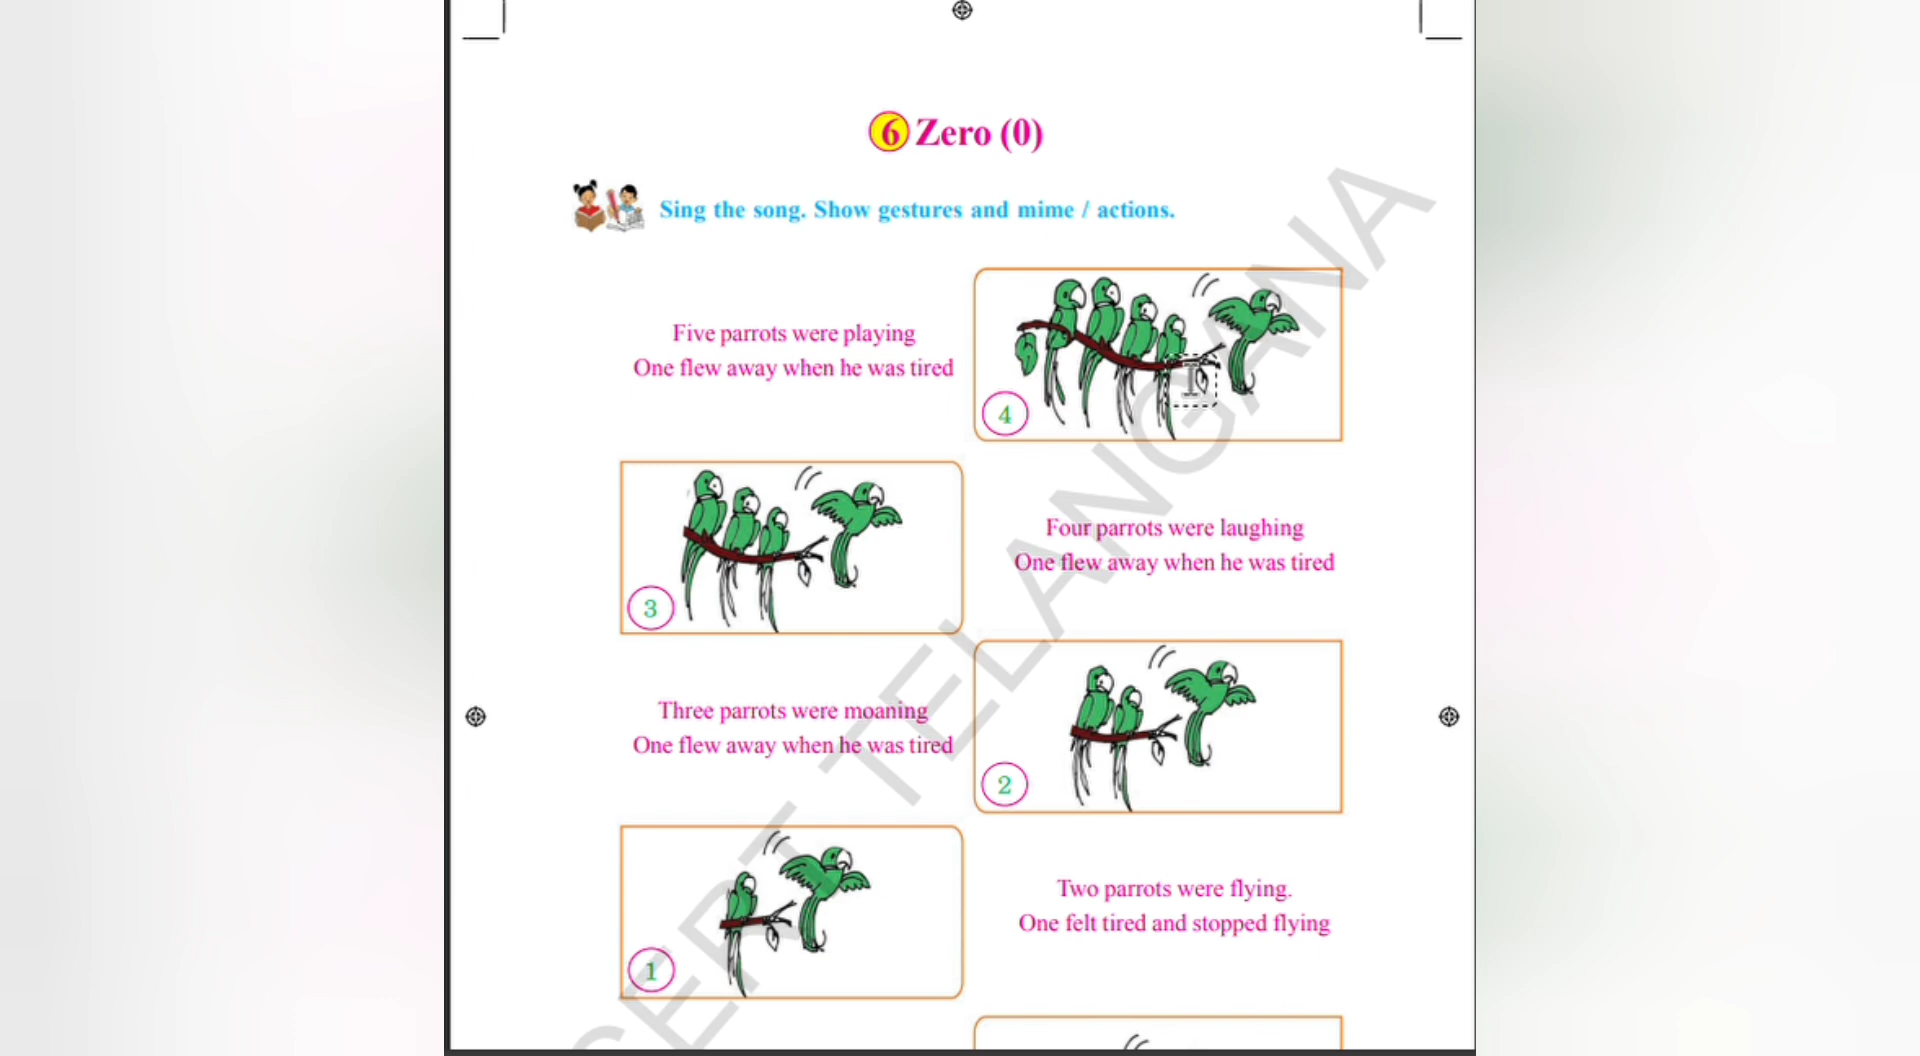 6 Zero (0)
Sing the song. Show gestures and mime / actions.
Five parrots were playing
One flew away when he was tired
4
3
Four parrots were laughing
One flew away when he was tired
Three parrots were moaning
One flew away when he was tired
2
1
Two parrots were flying.
One felt tired and stopped flying
CERT TELANGANA